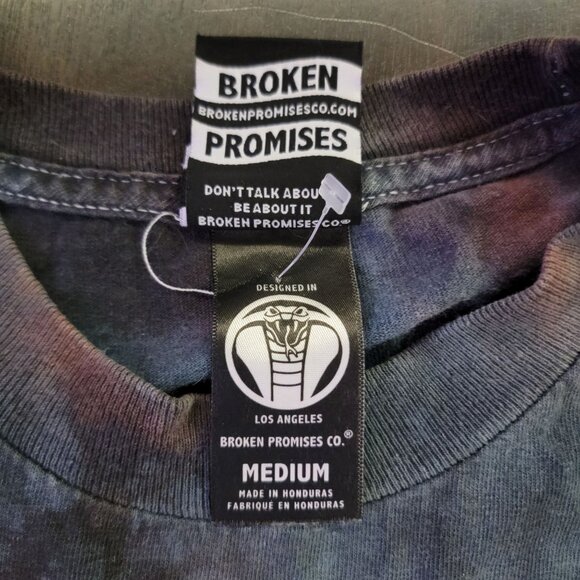 BROKEN
BROKENPROMISESCO.COM
PROMISES
DON'T TALK ABOU
BE ABOUT IT
BROKEN PROMISES CO®
DESIGNED IN
LOS ANGELES
BROKEN PROMISES CO.®
MEDIUM
MADE IN HONDURAS
FABRIQUE EN HONDURAS